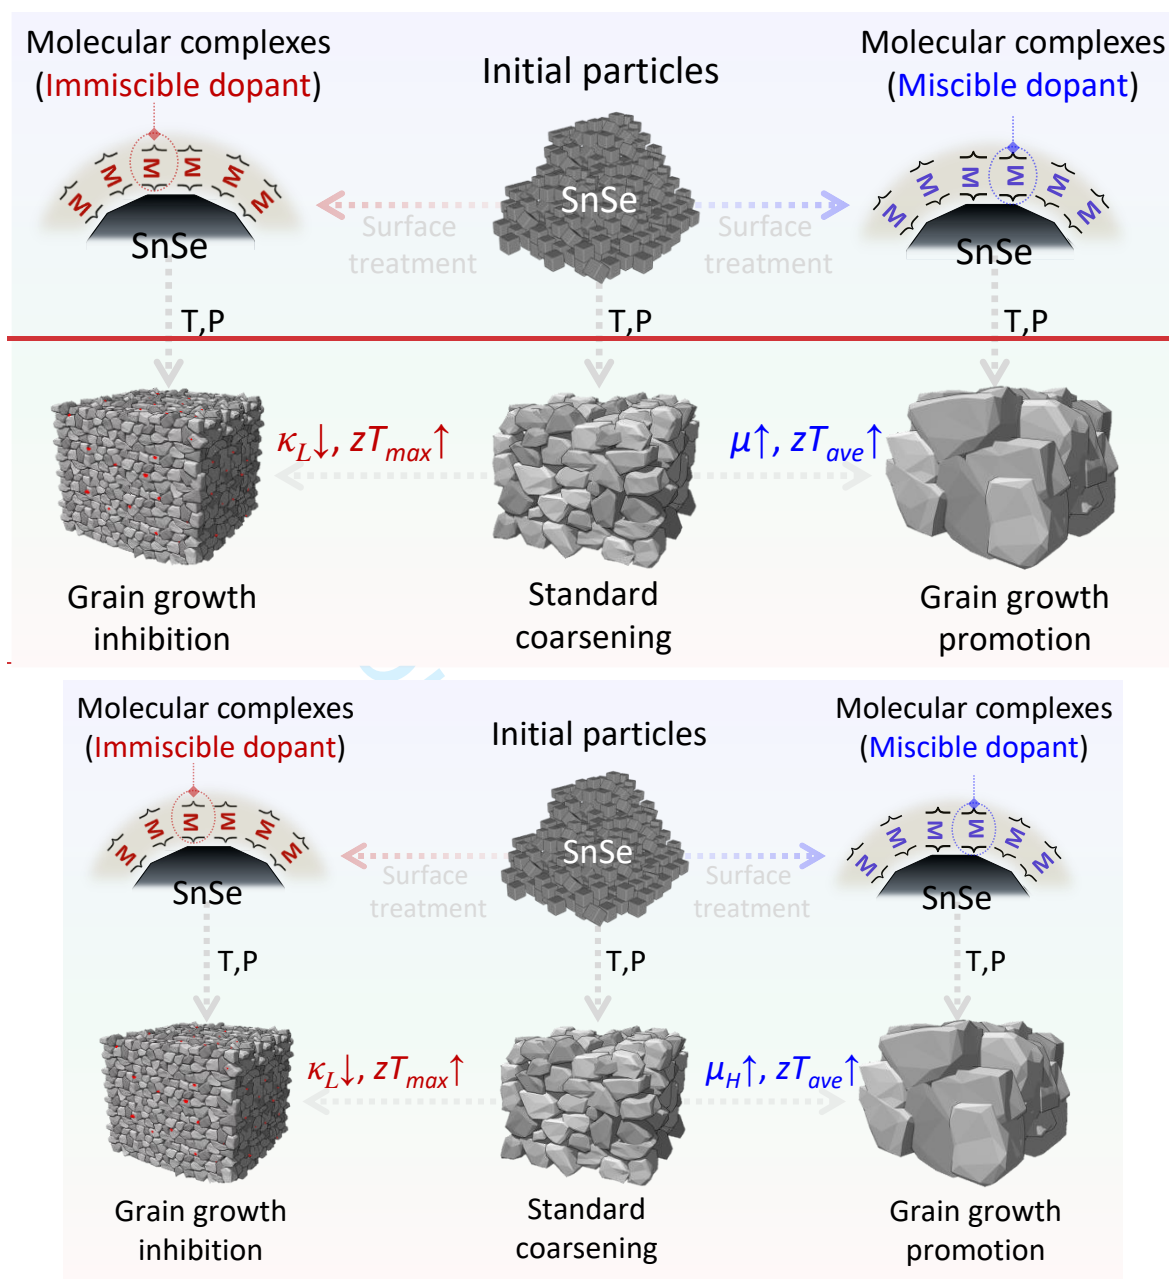 Molecular complexes
(Immiscible dopant)
Initial particles
Molecular complexes
(Miscible dopant)
M M M M M M
SnSe
SnSe
M M M M M M
SnSe
Surface
treatment
Surface
treatment
T,P
T,P
T,P
κL↓, zTmax↑
μ↑, zTave↑
Grain growth
inhibition
Standard
coarsening
Grain growth
promotion
Molecular complexes
(Immiscible dopant)
Initial particles
Molecular complexes
(Miscible dopant)
M M M M M M
SnSe
SnSe
M M M M M M
SnSe
Surface
treatment
Surface
treatment
T,P
T,P
T,P
κL↓, zTmax↑
μH↑, zTave↑
Grain growth
inhibition
Standard
coarsening
Grain growth
promotion